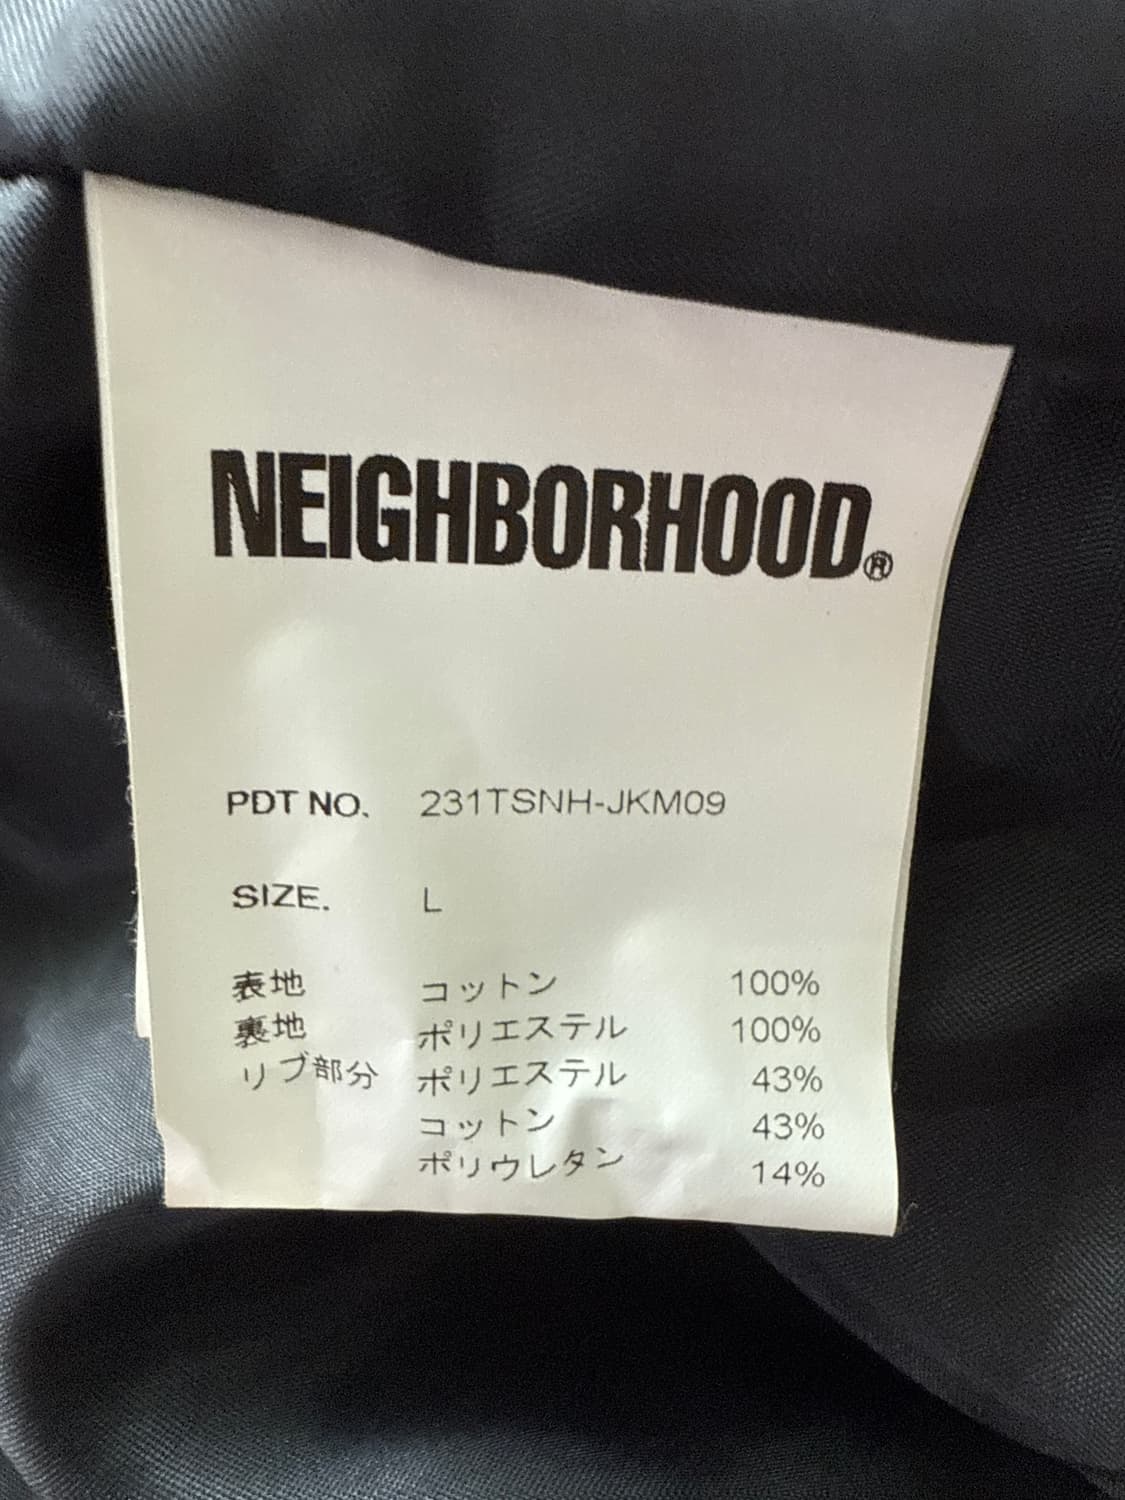 NEIGHBORHOOD®
PDT NO. 231TSNH-JKM09
SIZE. L
表地 コットン 100%
裏地 ポリエステル 100%
リブ部分 ポリエステル 43%
コットン 43%
ポリウレタン 14%